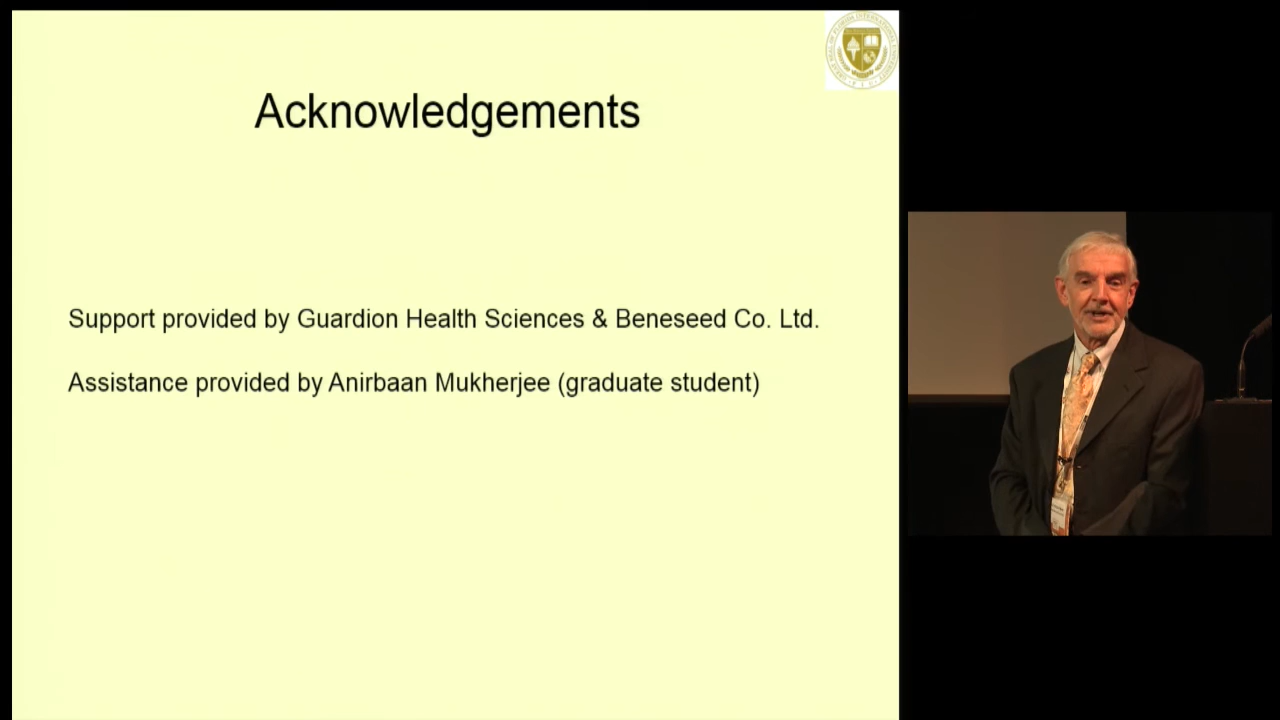 Acknowledgements
Support provided by Guardion Health Sciences & Beneseed Co. Ltd.
Assistance provided by Anirbaan Mukherjee (graduate student)